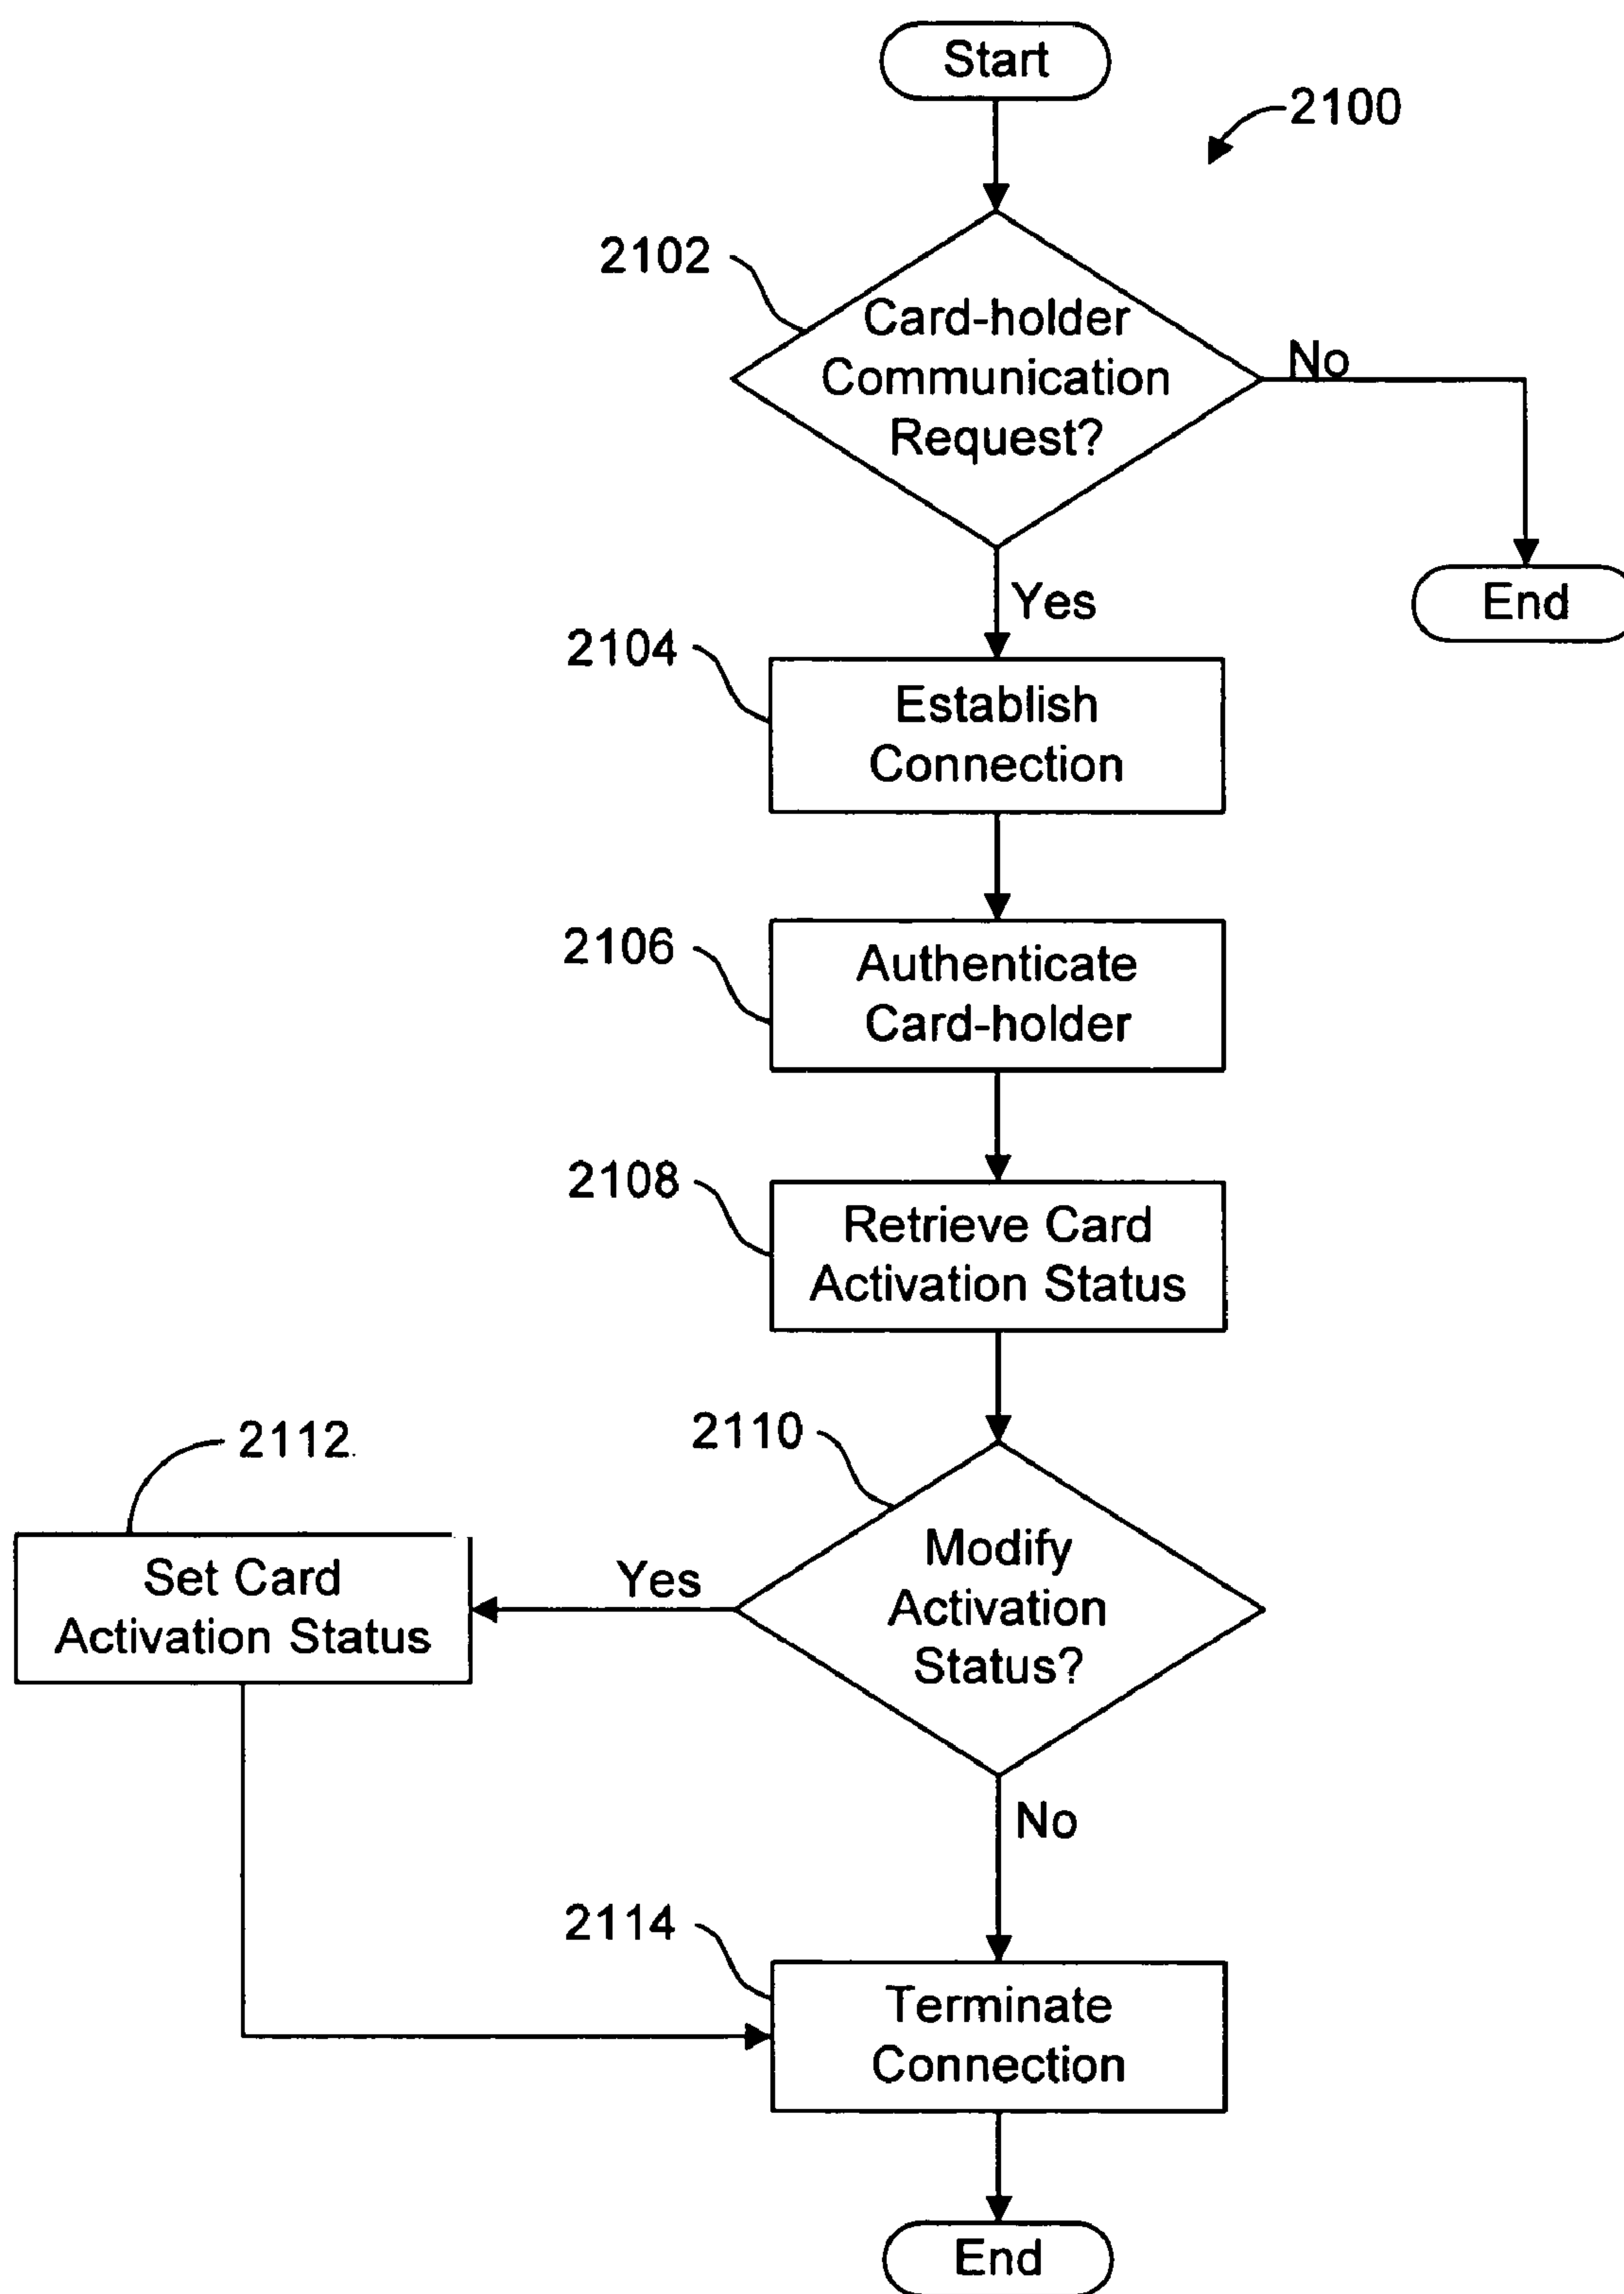 Start
2100
2102
Card-holder
Communication
Request?
No
Yes
End
2104
Establish
Connection
2106
Authenticate
Card-holder
2108
Retrieve Card
Activation Status
2110
2112
Modify
Activation
Status?
Yes
Set Card
Activation Status
No
2114
Terminate
Connection
End